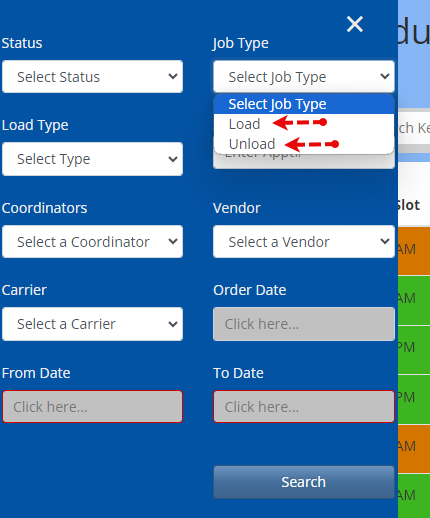 Status
Job Type
Select Status
Select Job Type
Select Job Type
Load
Unload
Load Type
Select Type
Coordinators
Vendor
Select a Coordinator
Select a Vendor
Carrier
Order Date
Select a Carrier
Click here...
From Date
To Date
Click here...
Click here...
Search
du
ch Ke
Slot
AM
AM
PM
PM
AM
AM